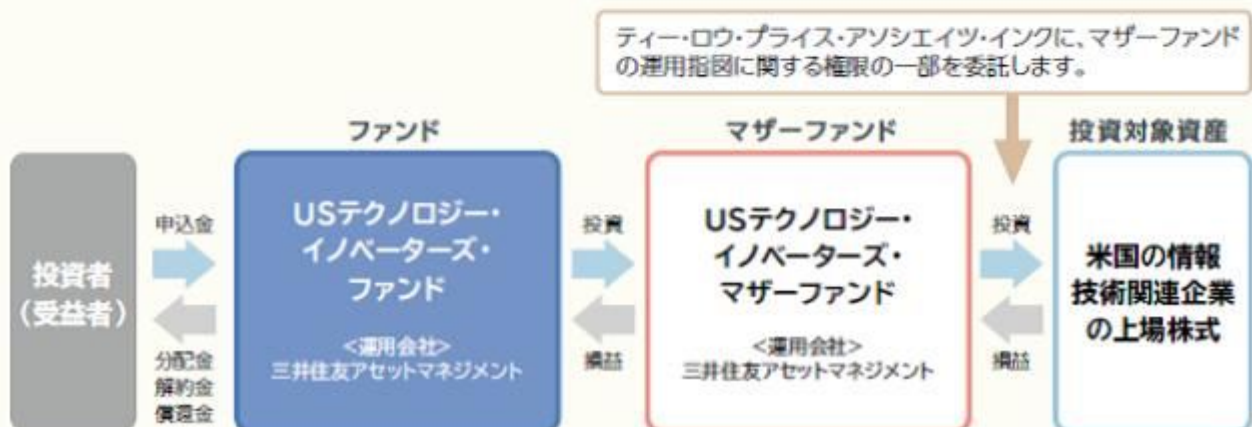 ティー・ロウ・プライス・アソシエイツ・インクに、マザーファンド
の運用指図に関する権限の一部を委託します。
ファンド
マザーファンド
投資対象資産
投資者
(受益者)
申込金
分配金
解約金
償還金
USテクノロジー・
イノベーターズ・
ファンド
<運用会社>
三井住友アセットマネジメント
投資
損益
USテクノロジー・
イノベーターズ・
マザーファンド
<運用会社>
三井住友アセットマネジメント
投資
損益
米国の情報
技術関連企業
の上場株式